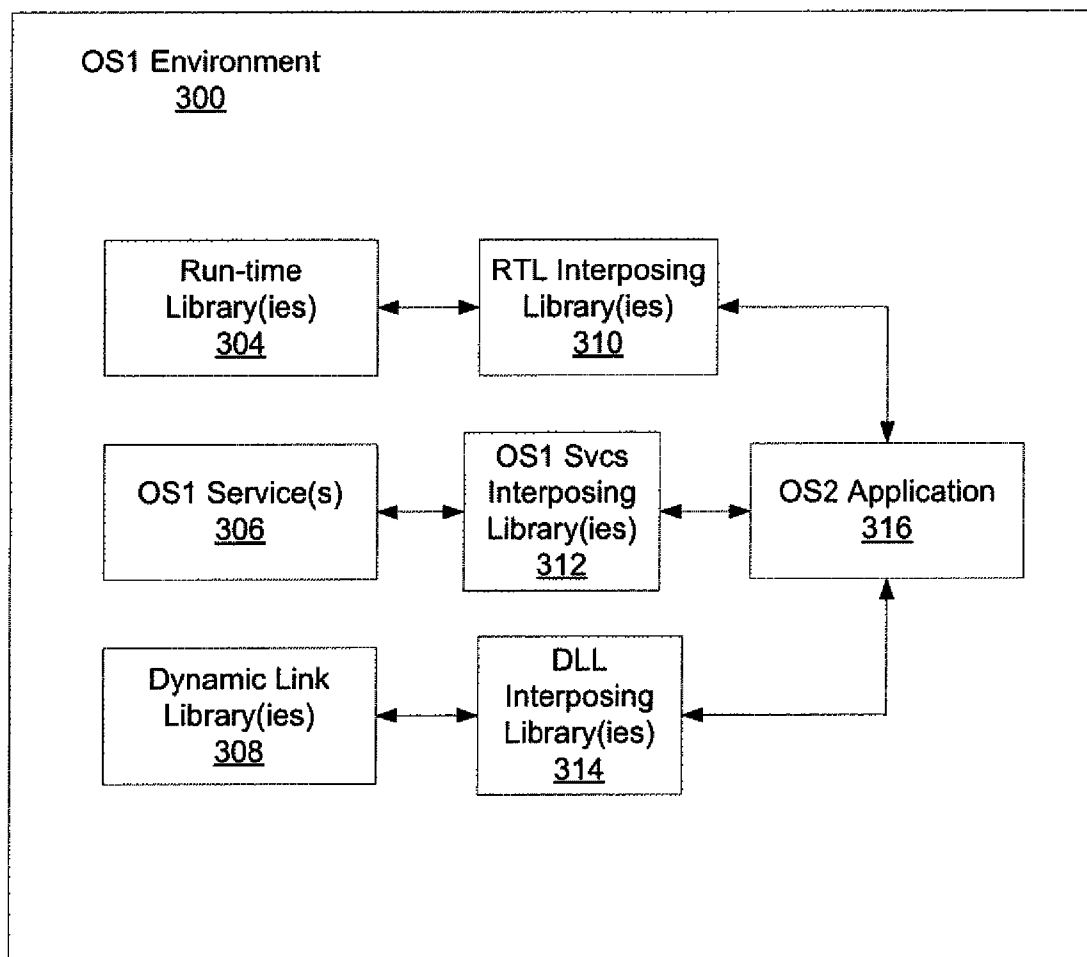 OS1 Environment
300
Run-time
Library(ies)
304
RTL Interposing
Library(ies)
310
OS1 Service(s)
306
OS1 Svcs
Interposing
Library(ies)
312
OS2 Application
316
Dynamic Link
Library(ies)
308
DLL
Interposing
Library(ies)
314